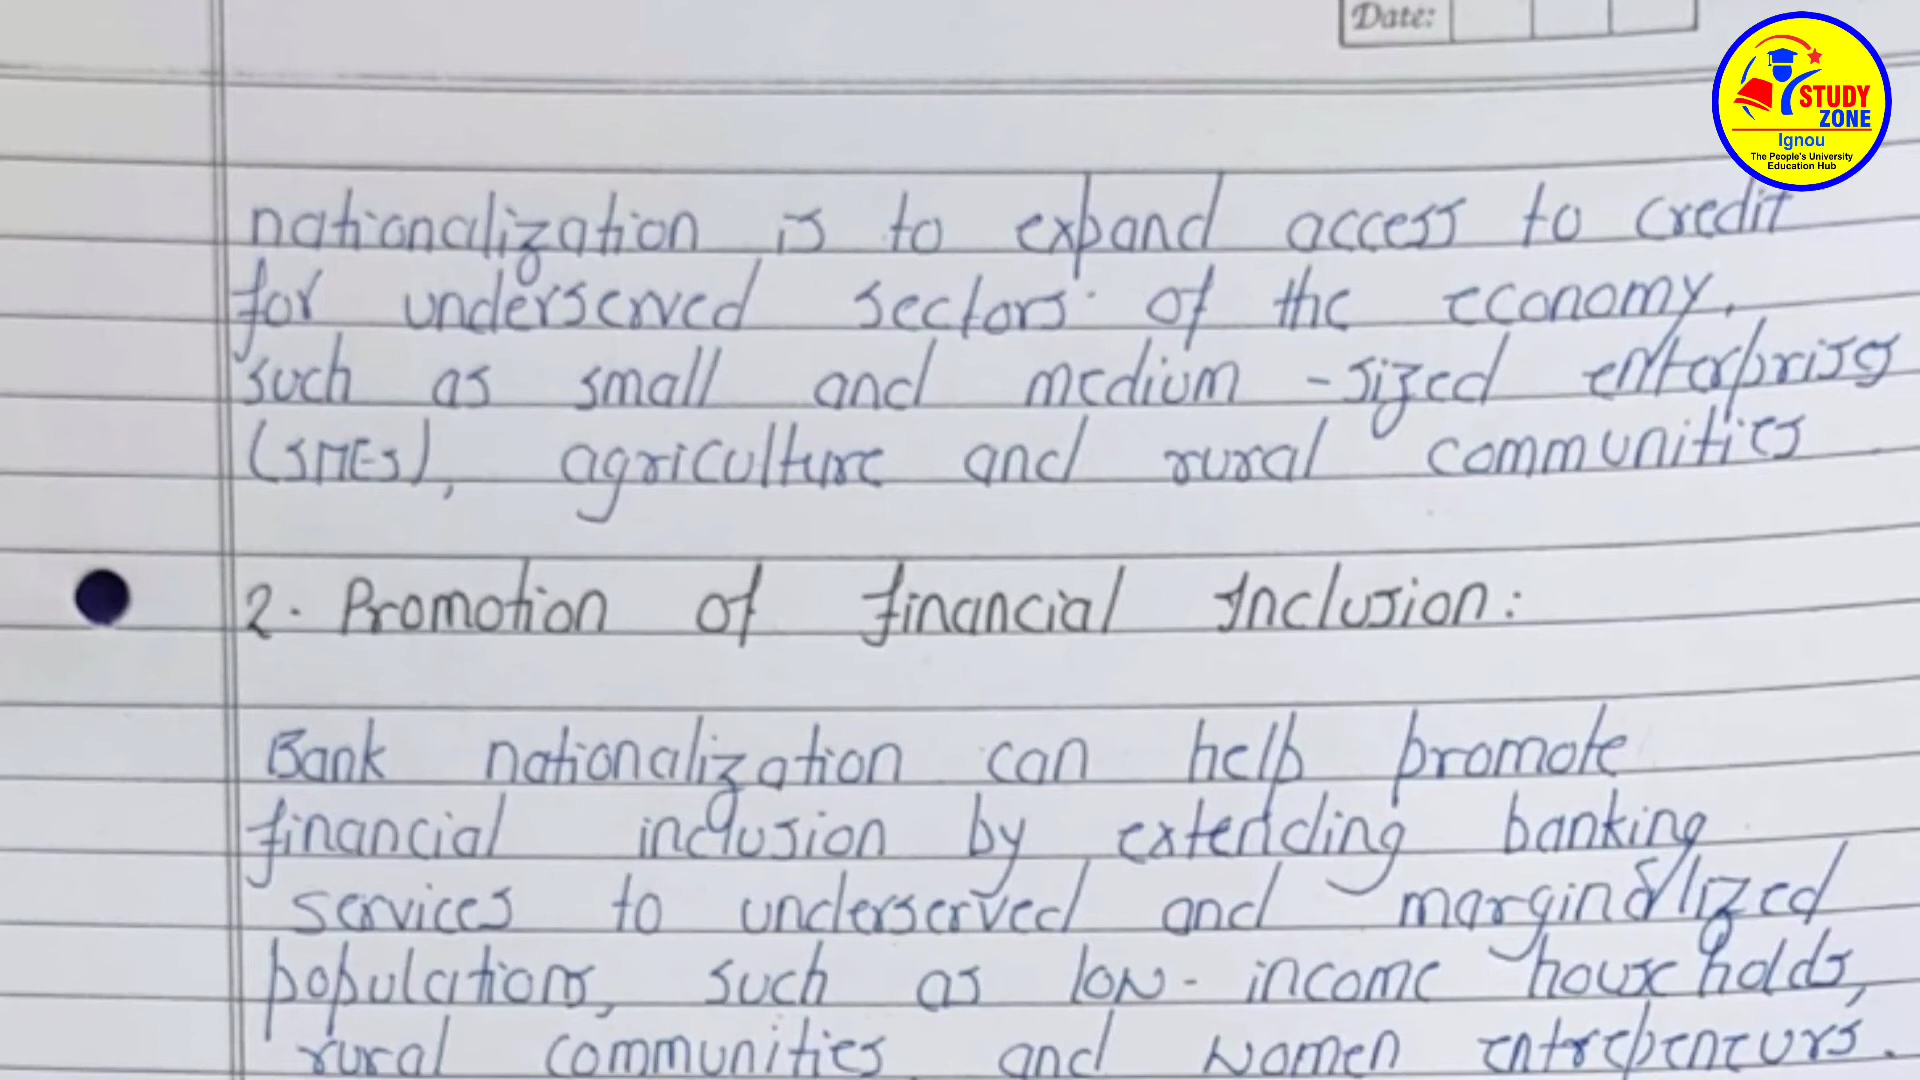 Date:
STUDY
ZONE
Ignou
The People's University
Education Hub
nationalization is to expand access to credit
for underserved sectors of the economy,
such as small and medium-sized enterprises
(SMEs), agriculture and rural communities
2. Promotion of Financial Inclusion:
Bank nationalization can help promote
financial inclusion by extending banking
services to underserved and marginalized
populations, such as low-income households,
rural communities and women entrepeneurs.